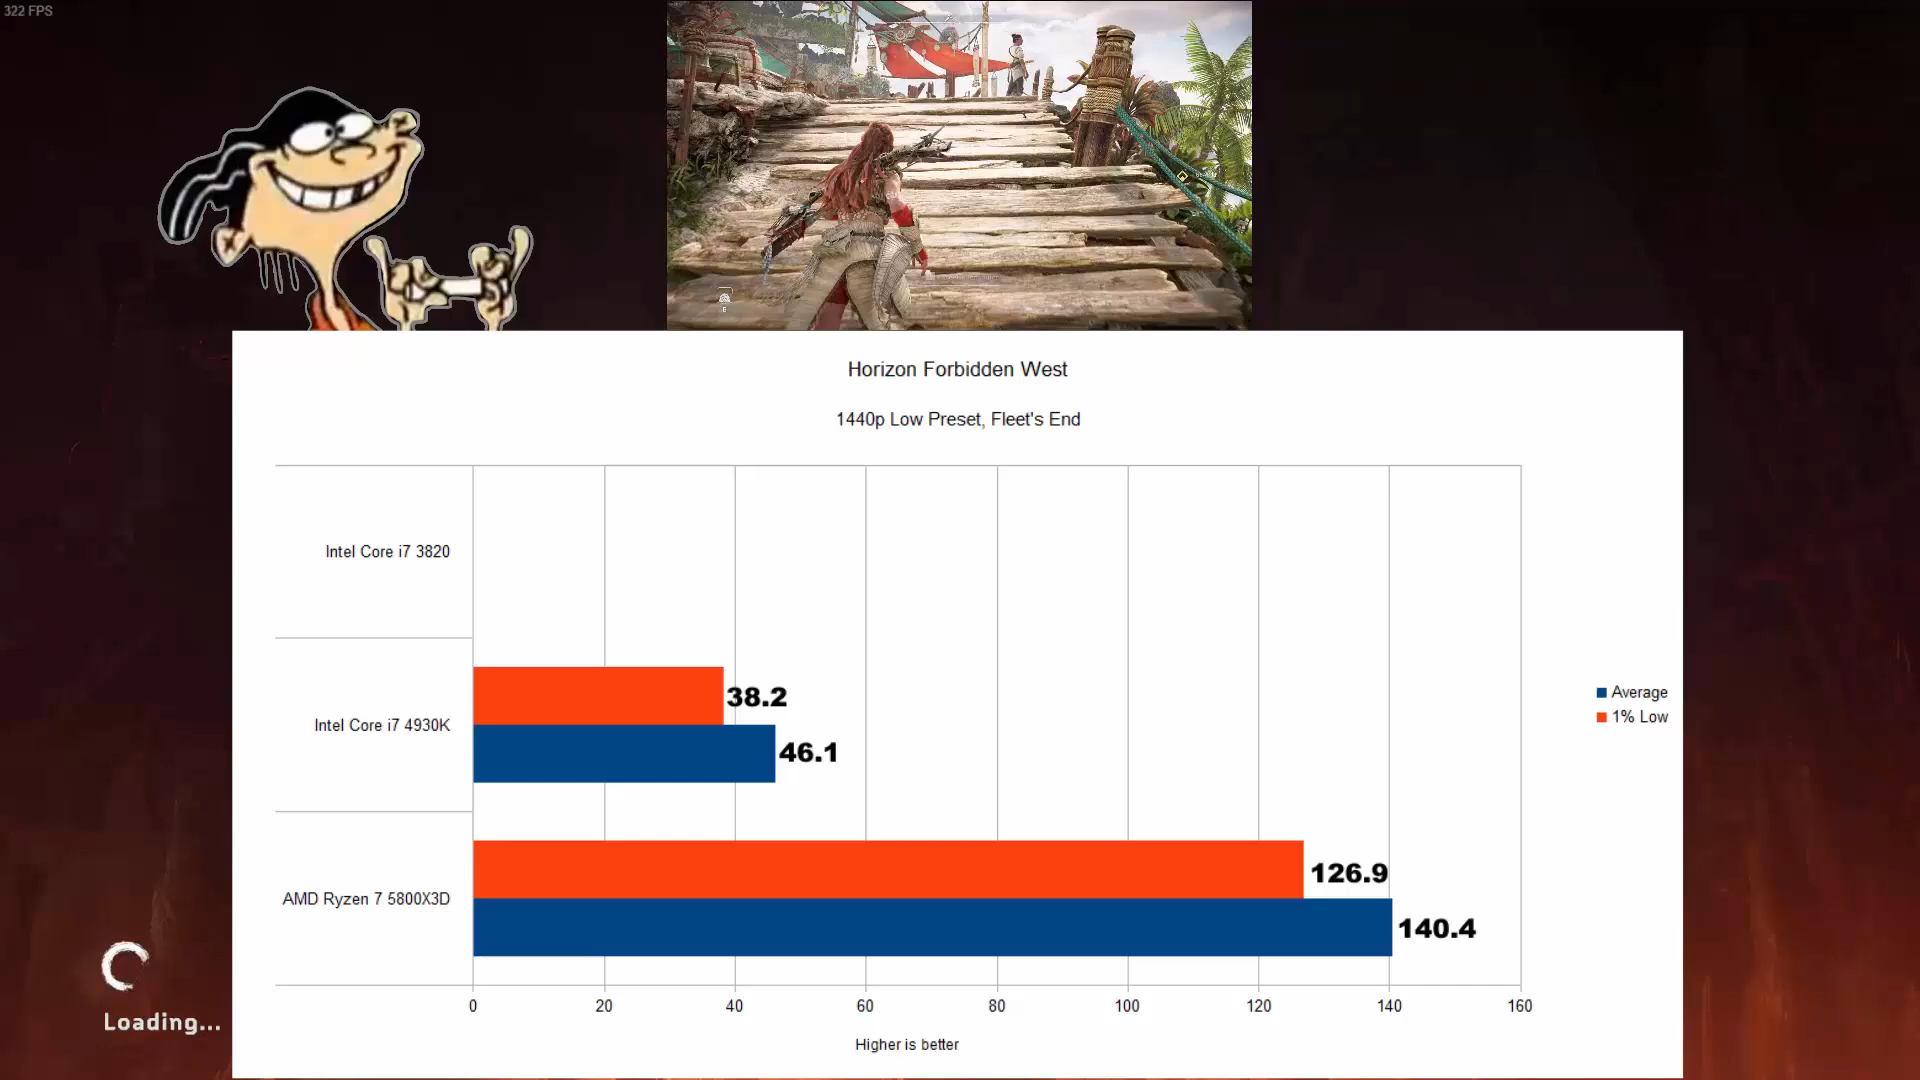 322 FPS
E
Horizon Forbidden West
1440p Low Preset, Fleet's End
Intel Core i7 3820
Intel Core i7 4930K
38.2
46.1
AMD Ryzen 7 5800X3D
126.9
140.4
Average
1% Low
0 20 40 60 80 100 120 140 160
Higher is better
Loading...